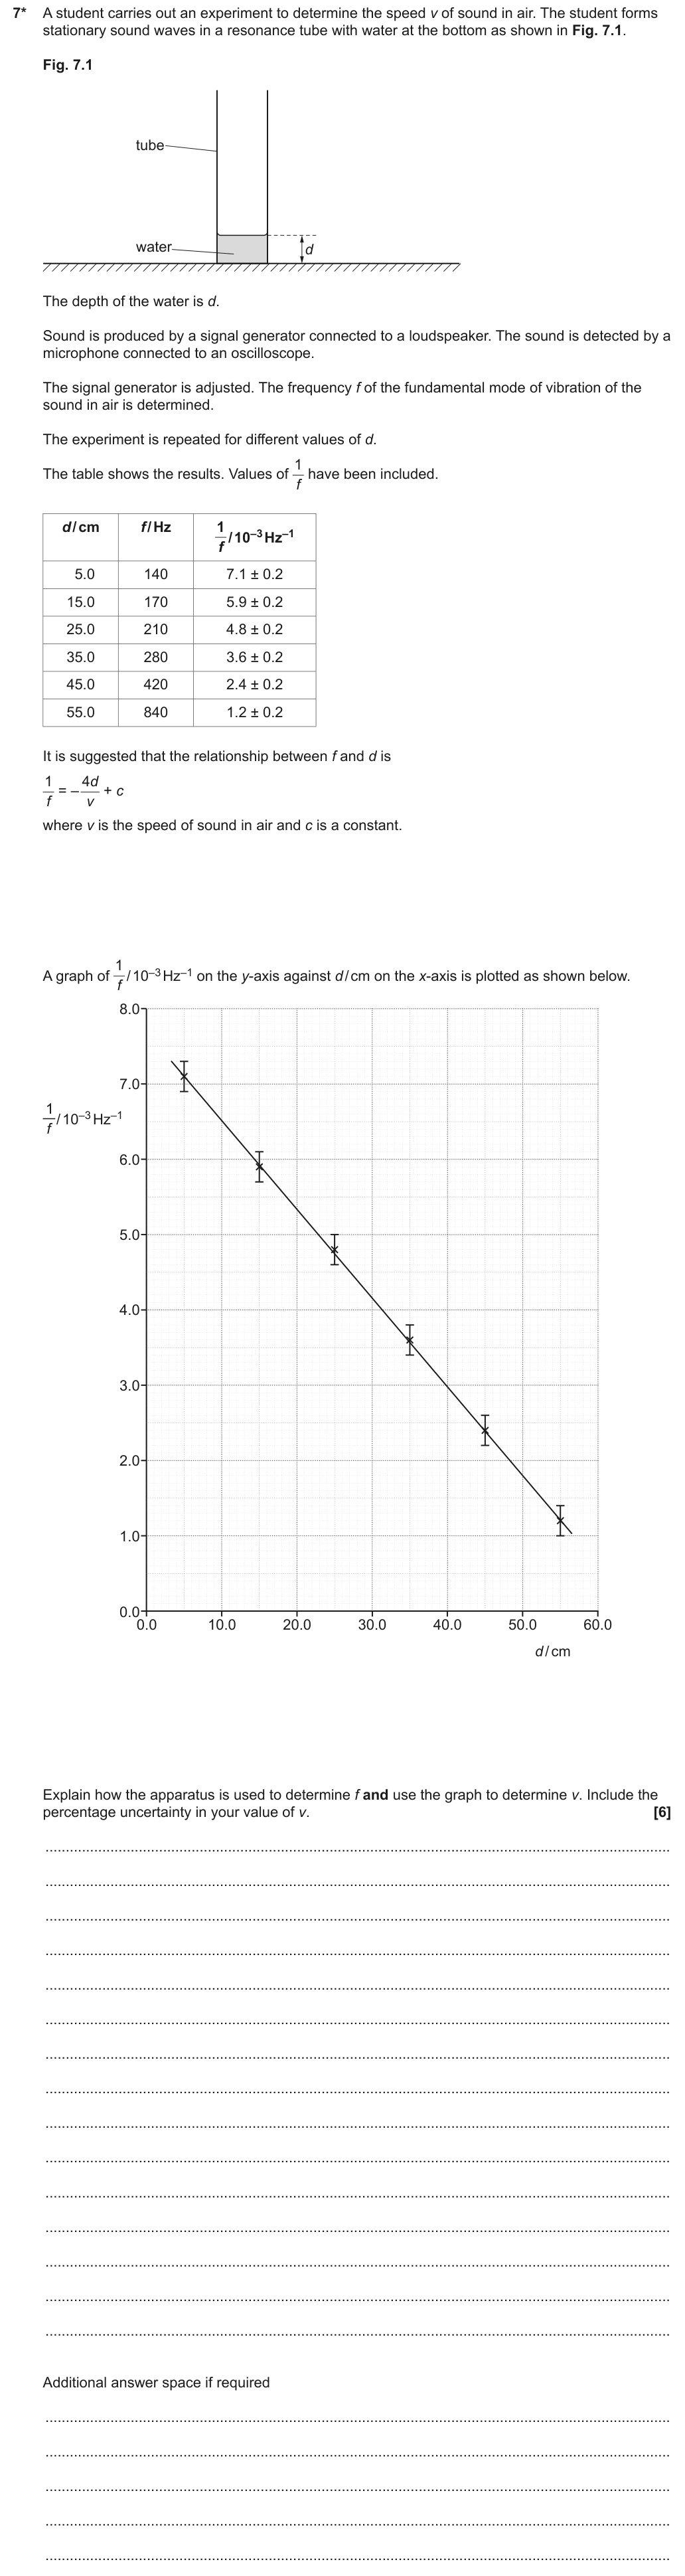 7* A student carries out an experiment to determine the speed v of sound in air. The student forms
stationary sound waves in a resonance tube with water at the bottom as shown in Fig. 7.1.
Fig. 7.1
tube
water
d
The depth of the water is d.
Sound is produced by a signal generator connected to a loudspeaker. The sound is detected by a
microphone connected to an oscilloscope.
The signal generator is adjusted. The frequency f of the fundamental mode of vibration of the
sound in air is determined.
The experiment is repeated for different values of d.
The table shows the results. Values of 1/f have been included.
d/cm f/Hz 1/f /10⁻³Hz⁻¹
5.0 140 7.1 ± 0.2
15.0 170 5.9 ± 0.2
25.0 210 4.8 ± 0.2
35.0 280 3.6 ± 0.2
45.0 420 2.4 ± 0.2
55.0 840 1.2 ± 0.2
It is suggested that the relationship between f and d is
1/f = –4d/v + c
where v is the speed of sound in air and c is a constant.
A graph of 1/f /10⁻³Hz⁻¹ on the y-axis against d/cm on the x-axis is plotted as shown below.
8.0
7.0
1/f /10⁻³Hz⁻¹
6.0
5.0
4.0
3.0
2.0
1.0
0.0
0.0 10.0 20.0 30.0 40.0 50.0 60.0
d/cm
Explain how the apparatus is used to determine f and use the graph to determine v. Include the
percentage uncertainty in your value of v. [6]
Additional answer space if required